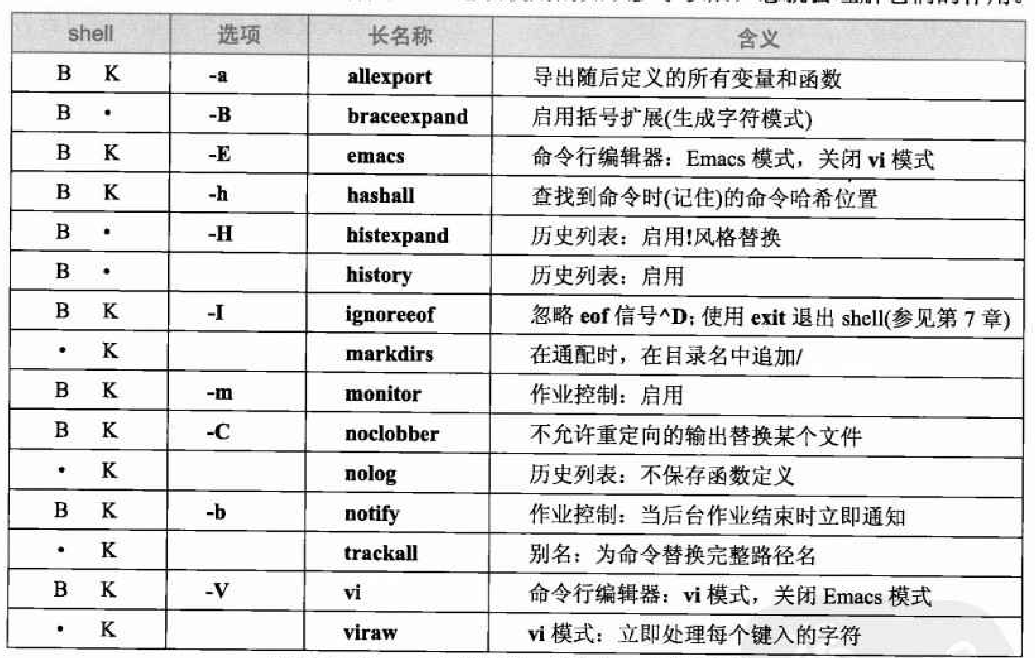 shell 选项 长名称 含义
B K -a allexport 导出随后定义的所有变量和函数
B • -B braceexpand 启用括号扩展(生成字符模式)
B K -E emacs 命令行编辑器：Emacs 模式，关闭 vi 模式
B K -h hashall 查找到命令时(记住)的命令哈希位置
B • -H histexpand 历史列表：启用!风格替换
B • history 历史列表：启用
B K -I ignoreeof 忽略 eof 信号^D；使用 exit 退出 shell(参见第 7 章)
• K markdirs 在通配时，在目录名中追加/
B K -m monitor 作业控制：启用
B K -C noclobber 不允许重定向的输出替换某个文件
• K nolog 历史列表：不保存函数定义
B K -b notify 作业控制：当后台作业结束时立即通知
• K trackall 别名：为命令替换完整路径名
B K -V vi 命令行编辑器：vi 模式，关闭 Emacs 模式
• K viraw vi 模式：立即处理每个键入的字符